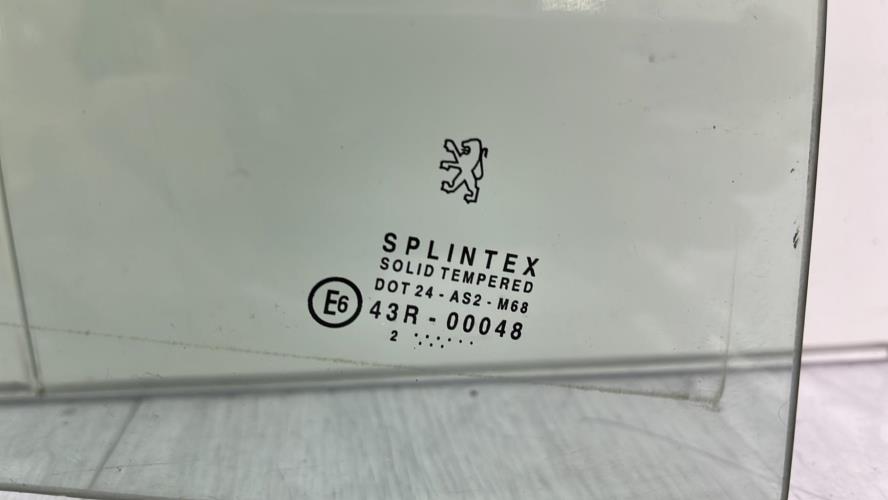 SPLINTEX
SOLID TEMPERED
DOT 24 - AS2 - M68
E6 43R - 00048
2